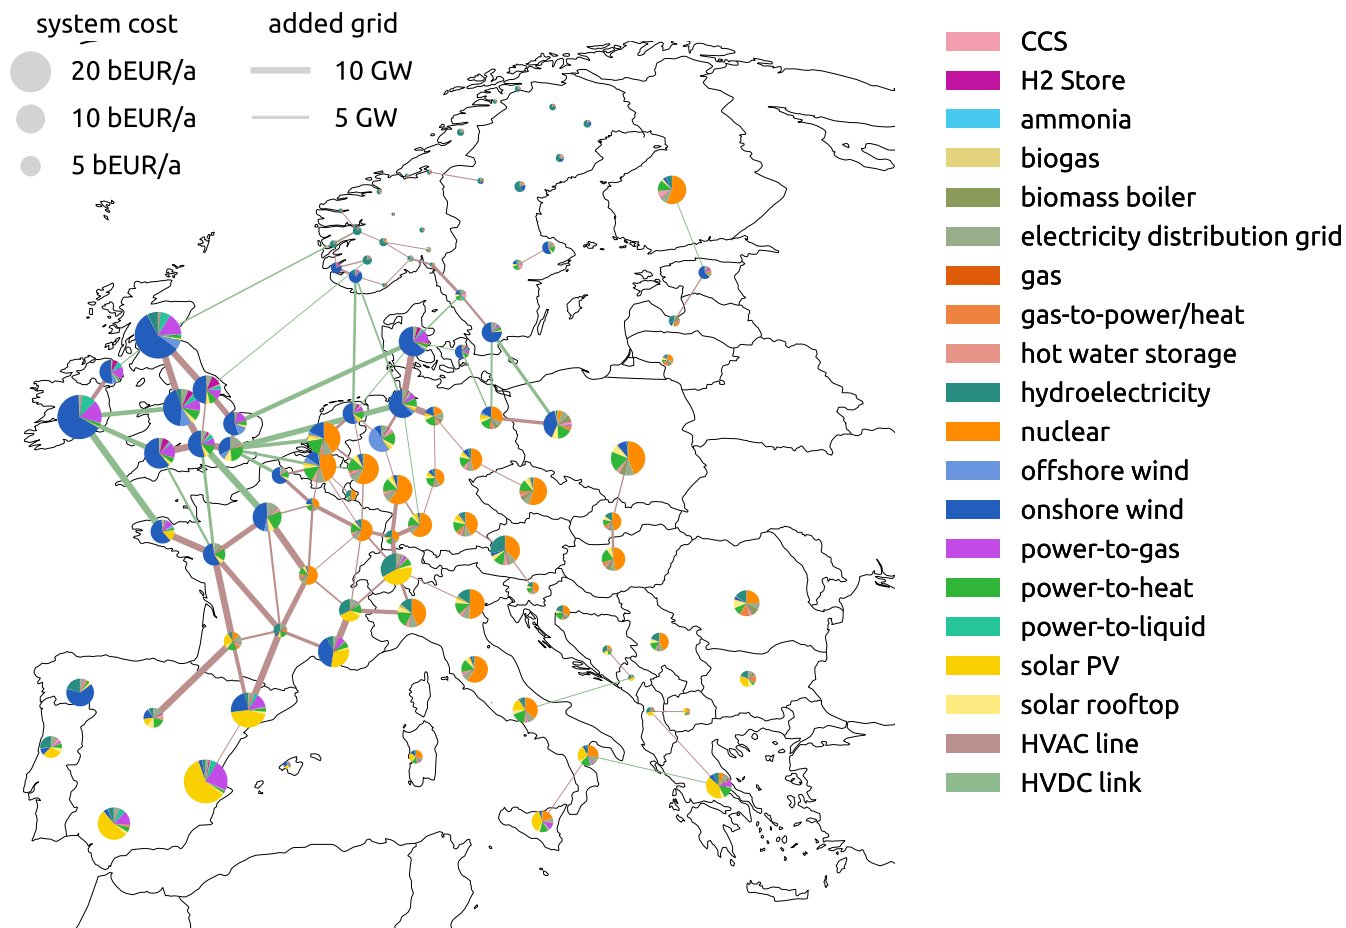 system cost
20 bEUR/a
10 bEUR/a
5 bEUR/a
added grid
10 GW
5 GW
CCS
H2 Store
ammonia
biogas
biomass boiler
electricity distribution grid
gas
gas-to-power/heat
hot water storage
hydroelectricity
nuclear
offshore wind
onshore wind
power-to-gas
power-to-heat
power-to-liquid
solar PV
solar rooftop
HVAC line
HVDC link